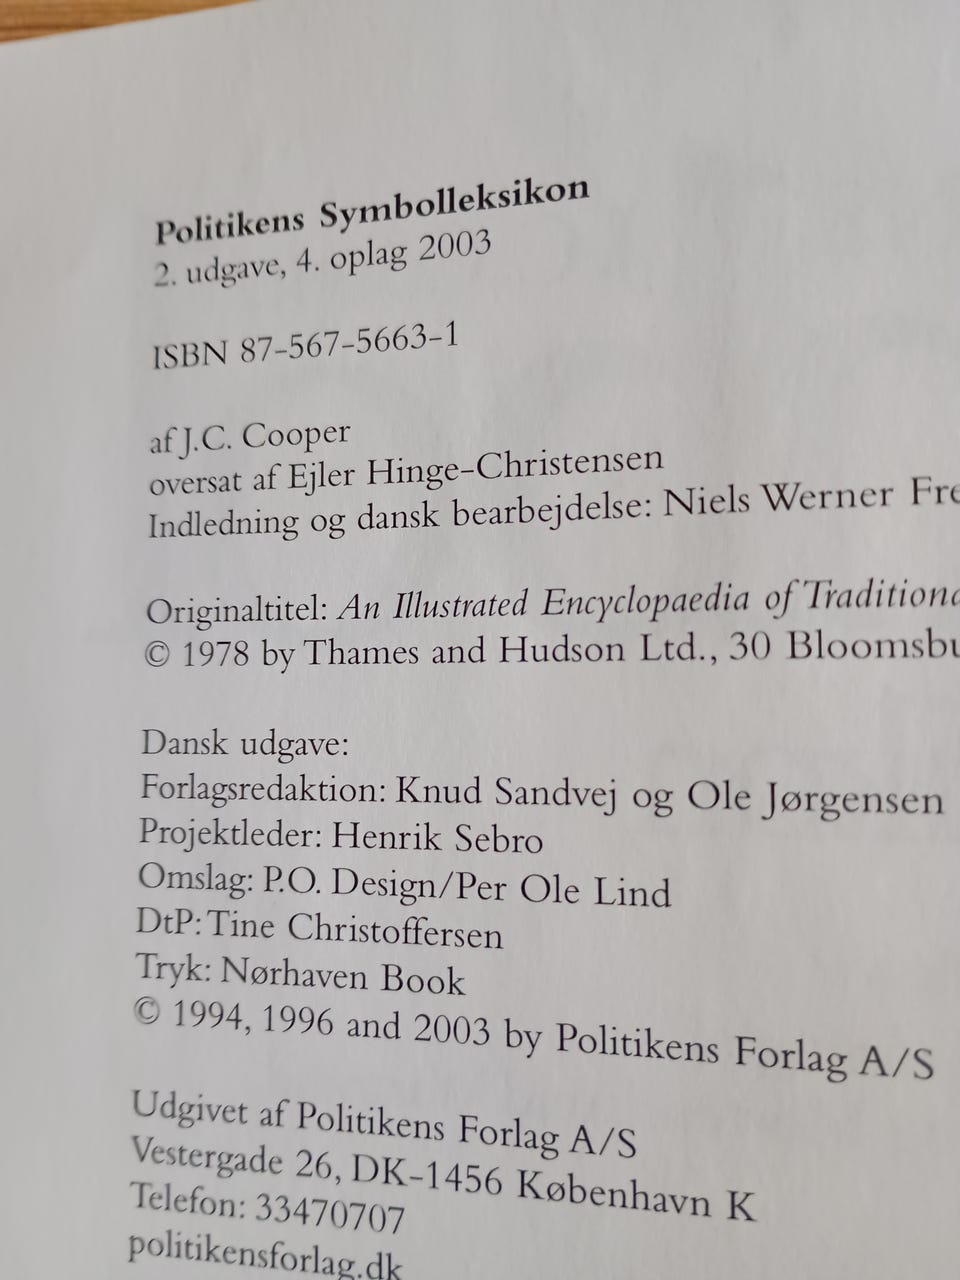 Politikens Symbolleksikon
2. udgave, 4. oplag 2003
ISBN 87-567-5663-1
af J.C. Cooper
oversat af Ejler Hinge-Christensen
Indledning og dansk bearbejdelse: Niels Werner
Originaltitel: An Illustrated Encyclopaedia of
© 1978 by Thames and Hudson Ltd., 30
Dansk udgave:
Forlagsredaktion: Knud Sandvej og Ole Jørgensen
Projektleder: Henrik Sebro
Omslag: P.O. Design/Per Ole Lind
DtP: Tine Christoffersen
Tryk: Nørhaven Book
© 1994, 1996 and 2003 by Politikens Forlag A/S
Udgivet af Politikens Forlag A/S
Vestergade 26, DK-1456 København K
Telefon: 33470707
politikensforlag.dk